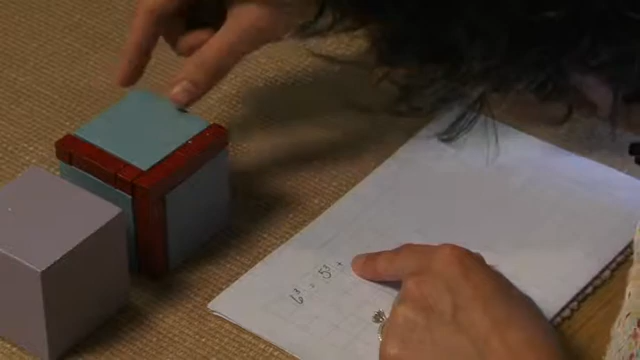 6³ = 5³ +